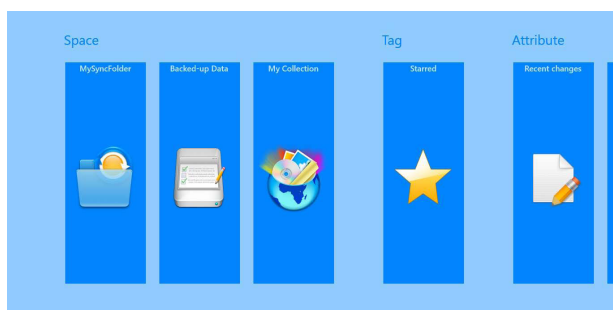 Space
Tag
Attribute
MySyncFolder
Backed-up Data
My Collection
Starred
Recent changes